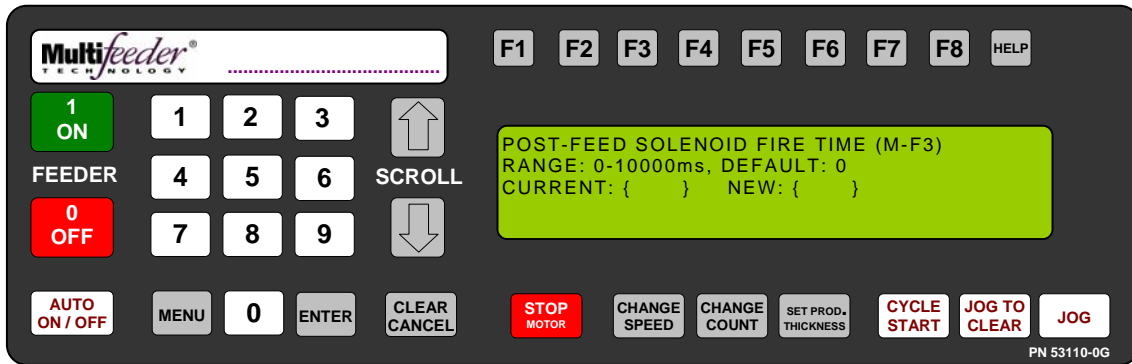 Multifeeder®
TECHNOLOGY
F1 F2 F3 F4 F5 F6 F7 F8 HELP
1
ON
FEEDER
0
OFF
1 2 3
4 5 6
7 8 9
SCROLL
POST-FEED SOLENOID FIRE TIME (M-F3)
RANGE: 0-10000ms, DEFAULT: 0
CURRENT: { } NEW: { }
AUTO
ON / OFF
MENU
0
ENTER
CLEAR
CANCEL
STOP
MOTOR
CHANGE
SPEED
CHANGE
COUNT
SET PROD.
THICKNESS
CYCLE
START
JOG TO
CLEAR
JOG
PN 53110-0G